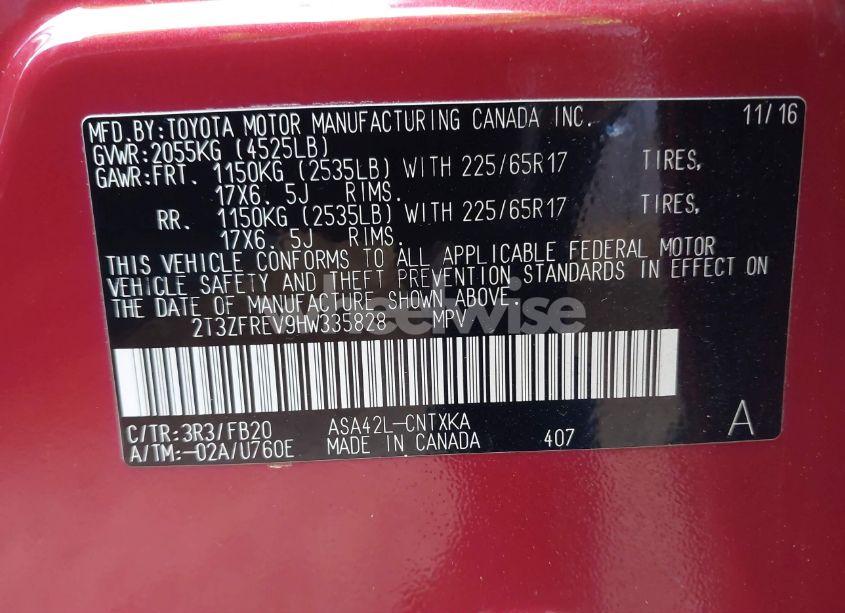 MFD.BY:TOYOTA MOTOR MANUFACTURING CANADA INC. 11/16
GVWR:2055KG (4525LB)
GAWR:FRT. 1150KG (2535LB) WITH 225/65R17 TIRES,
17X6. 5J RIMS.
RR. 1150KG (2535LB) WITH 225/65R17 TIRES,
17X6. 5J RIMS.
THIS VEHICLE CONFORMS TO ALL APPLICABLE FEDERAL MOTOR
VEHICLE SAFETY AND THEFT PREVENTION STANDARDS IN EFFECT ON
THE DATE OF MANUFACTURE SHOWN ABOVE.
2T3ZFREV9HW335828 MPV
C/TR:3R3/FB20 ASA42L-CNTXKA
A/TM:-02A/U760E MADE IN CANADA 407 A